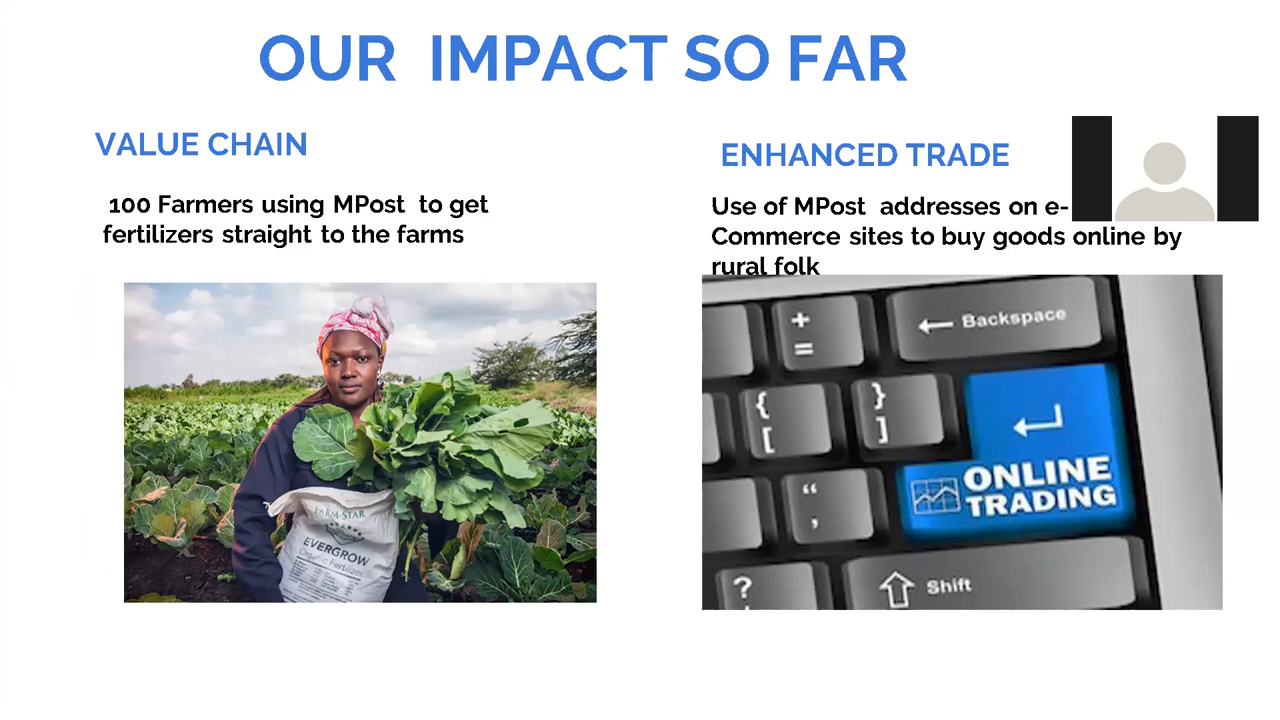 OUR IMPACT SO FAR
VALUE CHAIN
100 Farmers using MPost to get
fertilizers straight to the farms
FARM-STAR
EVERGROW
Organic Fertilizer
ENHANCED TRADE
Use of MPost addresses on e-
Commerce sites to buy goods online by
rural folk
+
=
Backspace
{
[
}
]
“
,
ONLINE
TRADING
?
Shift